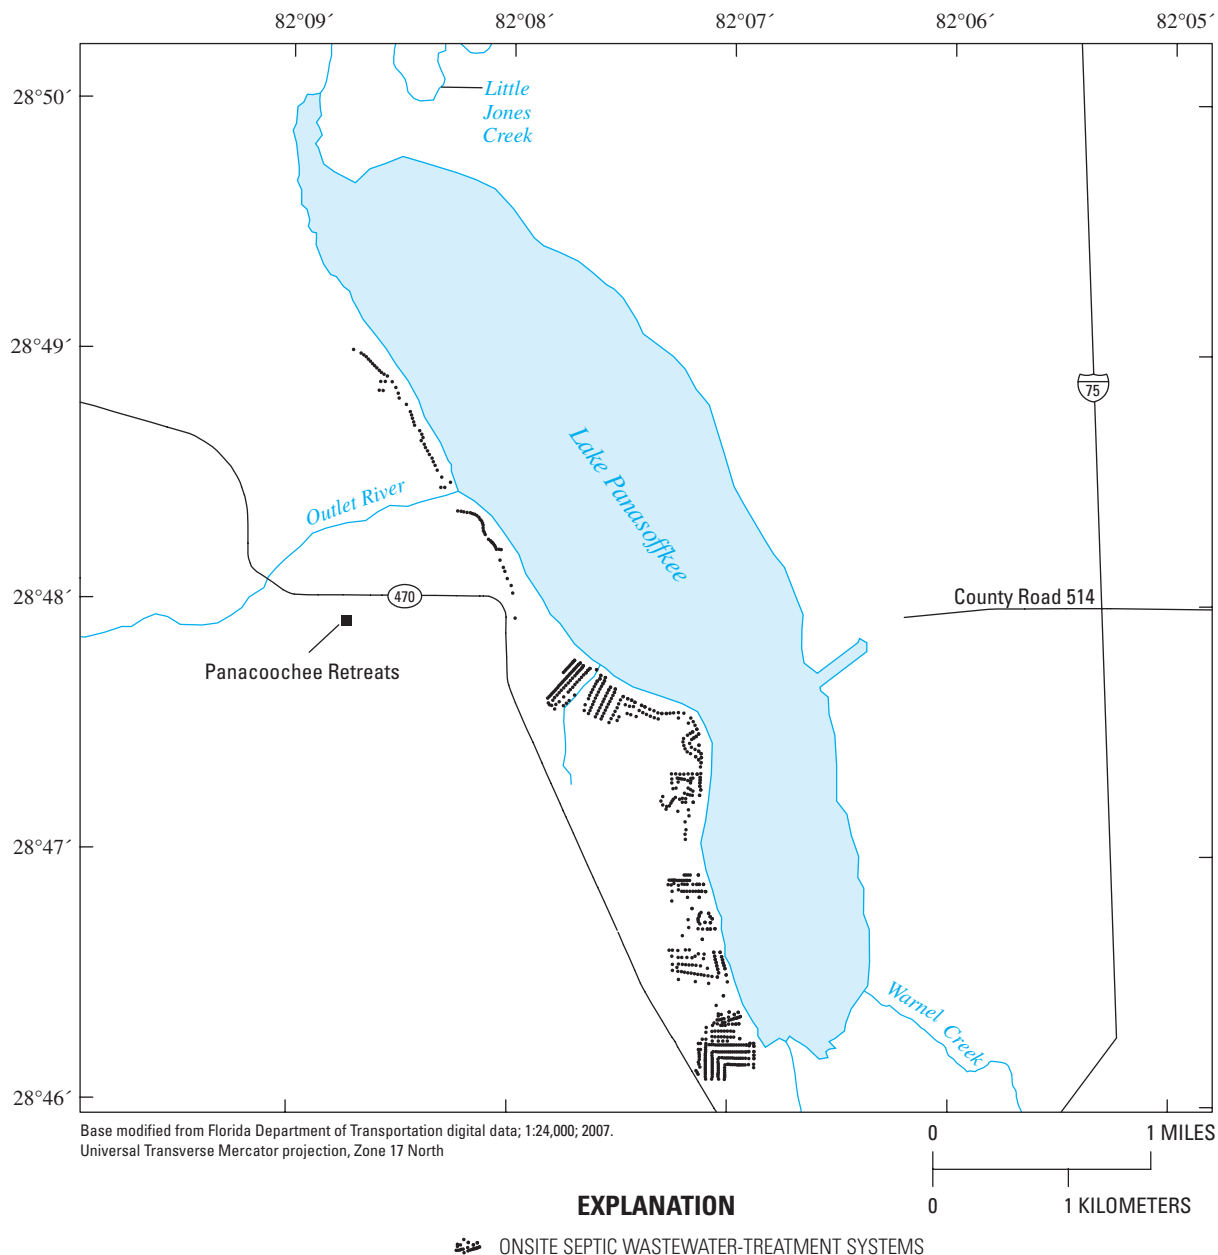 82°09´ 82°08´ 82°07´ 82°06´ 82°05´
28°50´
Little
Jones
Creek
28°49´
75
Lake Panasoffkee
Outlet River
28°48´
470
County Road 514
Panacoochee Retreats
28°47´
Warnel Creek
28°46´
Base modified from Florida Department of Transportation digital data; 1:24,000; 2007.
Universal Transverse Mercator projection, Zone 17 North
0 1 MILES
0 1 KILOMETERS
EXPLANATION
ONSITE SEPTIC WASTEWATER-TREATMENT SYSTEMS